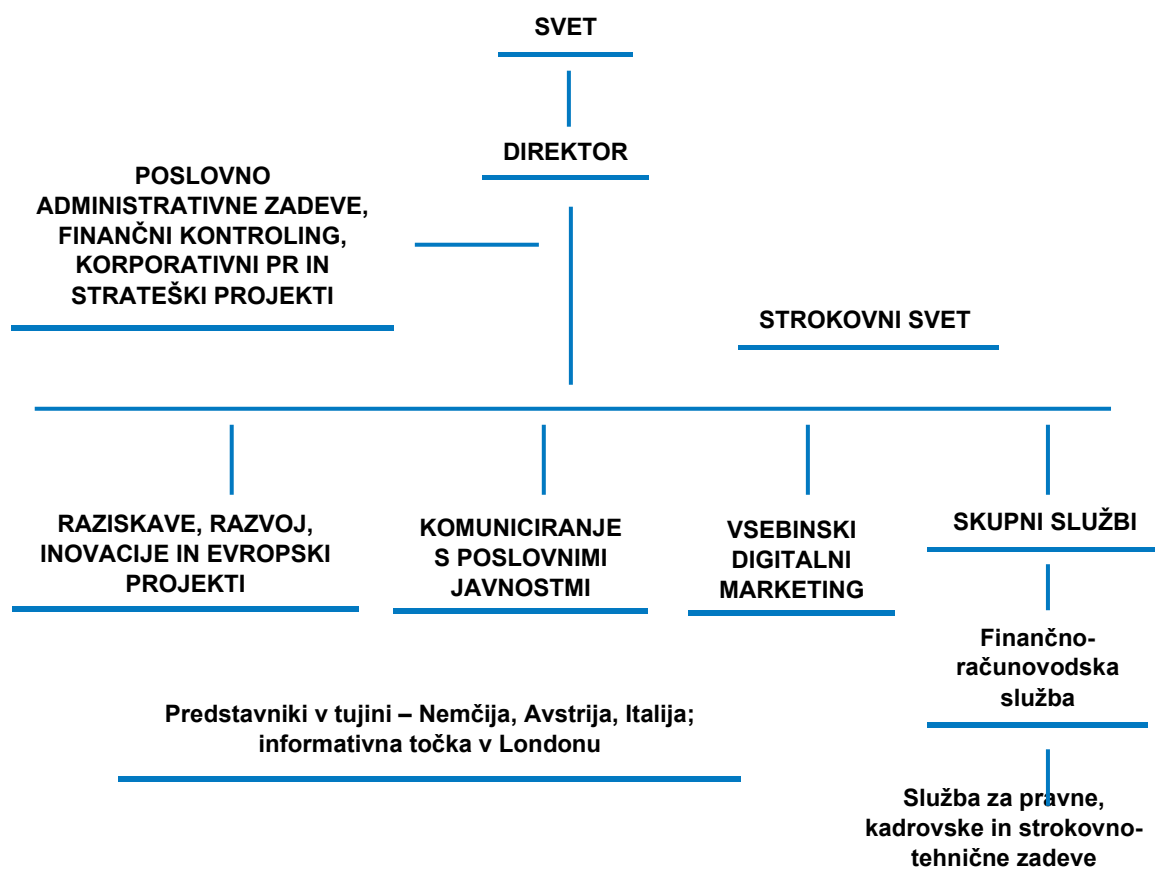 SVET
DIREKTOR
POSLOVNO
ADMINISTRATIVNE ZADEVE,
FINANČNI KONTROLING,
KORPORATIVNI PR IN
STRATEŠKI PROJEKTI
STROKOVNI SVET
RAZISKAVE, RAZVOJ,
INOVACIJE IN EVROPSKI
PROJEKTI
KOMUNICIRANJE
S POSLOVNIMI
JAVNOSTMI
VSEBINSKI
DIGITALNI
MARKETING
SKUPNI SLUŽBI
Finančno-
računovodska
služba
Predstavniki v tujini – Nemčija, Avstrija, Italija;
informativna točka v Londonu
Služba za pravne,
kadrovske in strokovno-
tehnične zadeve